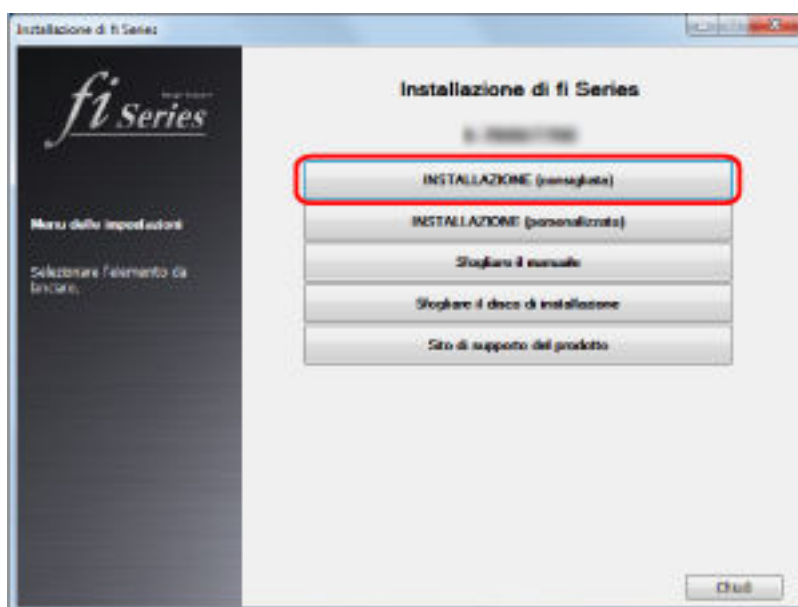 Installazione di fi Series
fi Series
Installazione di fi Series
INSTALLAZIONE (consigliata)
INSTALLAZIONE (personalizzata)
Menu delle impostazioni
Sfogliare il manuale
Selezionare l'elemento da
lanciare.
Sfogliare il disco di installazione
Sito di supporto del prodotto
Chiudi